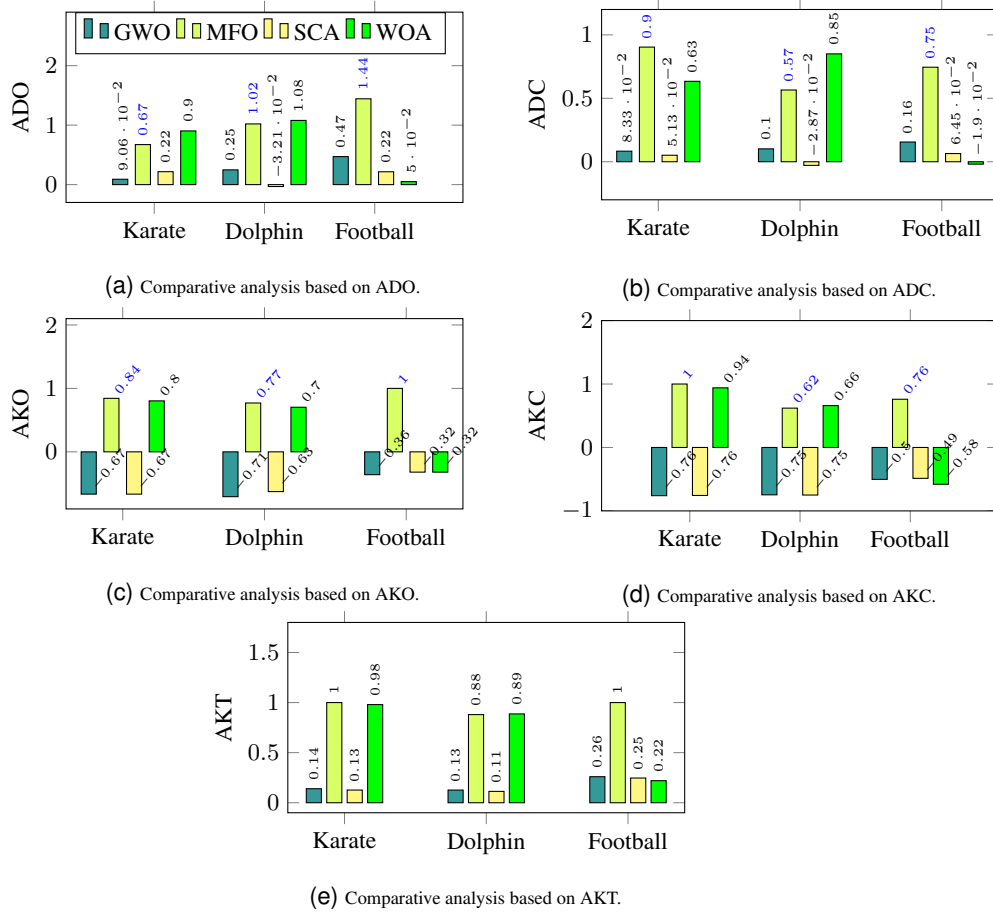 GWO MFO SCA WOA
ADO
2
1
0
9.06 · 10−2
0.67
0.22
0.9
0.25
1.02
−3.21 · 10−2
1.08
0.47
1.44
0.22
5 · 10−2
Karate Dolphin Football
(a) Comparative analysis based on ADO.
ADC
1
0.5
0
8.33 · 10−2
0.9
5.13 · 10−2
0.63
0.1
0.57
−2.87 · 10−2
0.85
0.16
0.75
6.45 · 10−2
−1.9 · 10−2
Karate Dolphin Football
(b) Comparative analysis based on ADC.
AKO
2
1
0
−0.67
0.84
−0.67
0.8
−0.71
0.77
−0.63
0.7
−0.36
1
−0.32
−0.32
Karate Dolphin Football
(c) Comparative analysis based on AKO.
AKC
2
1
0
−1
−0.76
1
−0.76
0.94
−0.75
0.62
−0.75
0.66
−0.5
0.76
−0.49
−0.58
Karate Dolphin Football
(d) Comparative analysis based on AKC.
AKT
1.5
1
0.5
0
0.14
1
0.13
0.98
0.13
0.88
0.11
0.89
0.26
1
0.25
0.22
Karate Dolphin Football
(e) Comparative analysis based on AKT.